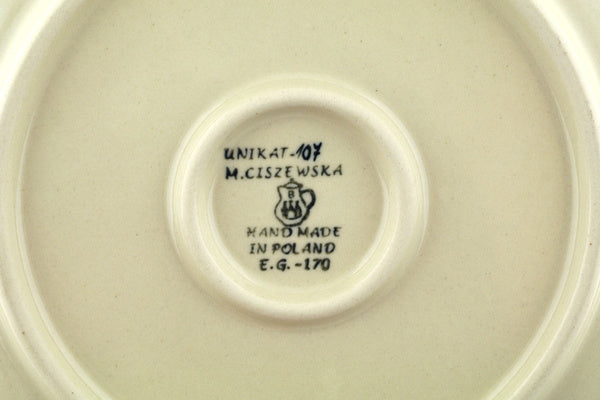 UNIKAT-107
M.CISZEWSKA
B
HAND MADE
IN POLAND
E.G.-170